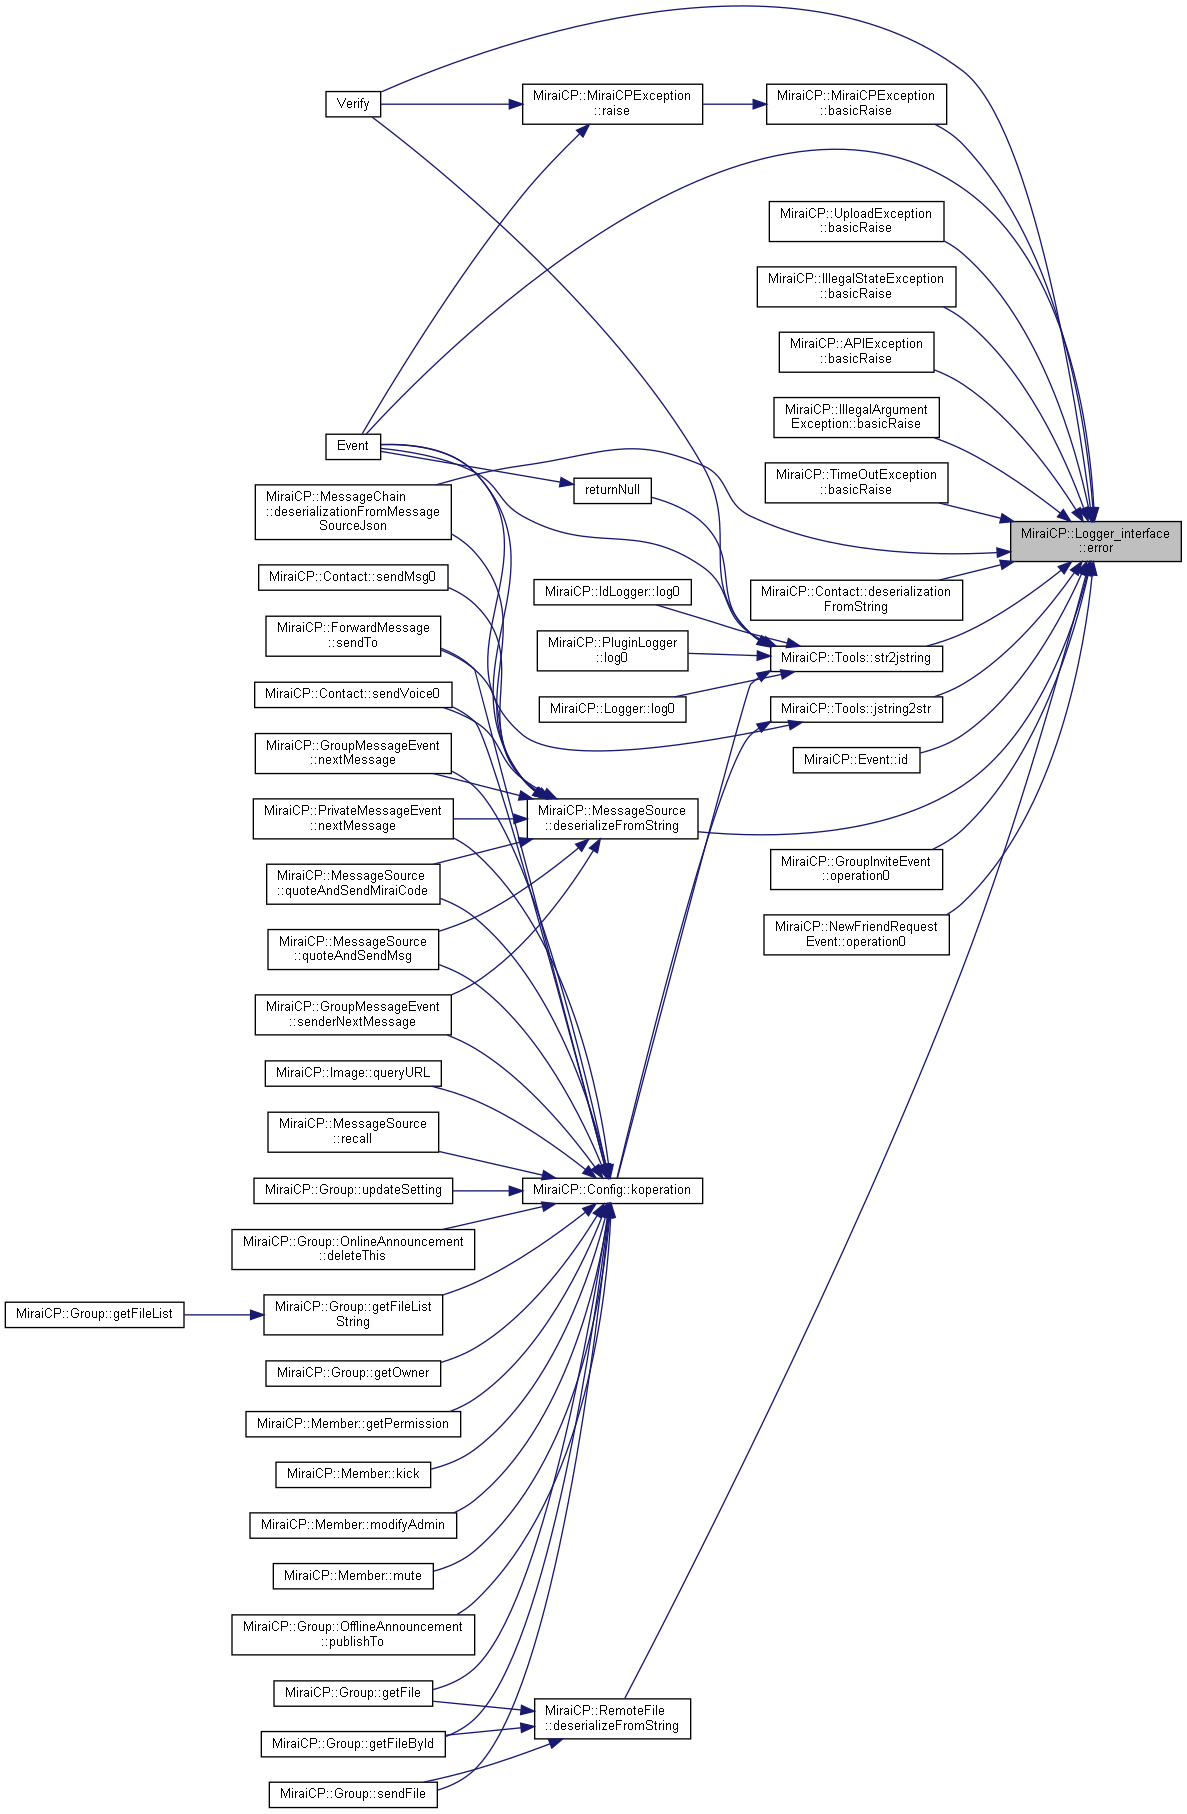 Verify
MiraiCP::MiraiCPException
::raise
MiraiCP::MiraiCPException
::basicRaise
MiraiCP::UploadException
::basicRaise
MiraiCP::IllegalStateException
::basicRaise
MiraiCP::APIException
::basicRaise
MiraiCP::IllegalArgument
Exception::basicRaise
Event
MiraiCP::TimeOutException
::basicRaise
returnNull
MiraiCP::MessageChain
::deserializationFromMessage
SourceJson
MiraiCP::Logger_interface
::error
MiraiCP::Contact::sendMsg0
MiraiCP::IdLogger::log0
MiraiCP::Contact::deserialization
FromString
MiraiCP::ForwardMessage
::sendTo
MiraiCP::PluginLogger
::log0
MiraiCP::Tools::str2jstring
MiraiCP::Contact::sendVoice0
MiraiCP::Logger::log0
MiraiCP::Tools::jstring2str
MiraiCP::GroupMessageEvent
::nextMessage
MiraiCP::Event::id
MiraiCP::PrivateMessageEvent
::nextMessage
MiraiCP::MessageSource
::deserializeFromString
MiraiCP::MessageSource
::quoteAndSendMiraiCode
MiraiCP::GroupInviteEvent
::operation0
MiraiCP::MessageSource
::quoteAndSendMsg
MiraiCP::NewFriendRequest
Event::operation0
MiraiCP::GroupMessageEvent
::senderNextMessage
MiraiCP::Image::queryURL
MiraiCP::MessageSource
::recall
MiraiCP::Group::updateSetting
MiraiCP::Config::koperation
MiraiCP::Group::OnlineAnnouncement
::deleteThis
MiraiCP::Group::getFileList
MiraiCP::Group::getFileList
String
MiraiCP::Group::getOwner
MiraiCP::Member::getPermission
MiraiCP::Member::kick
MiraiCP::Member::modifyAdmin
MiraiCP::Member::mute
MiraiCP::Group::OfflineAnnouncement
::publishTo
MiraiCP::Group::getFile
MiraiCP::RemoteFile
::deserializeFromString
MiraiCP::Group::getFileById
MiraiCP::Group::sendFile